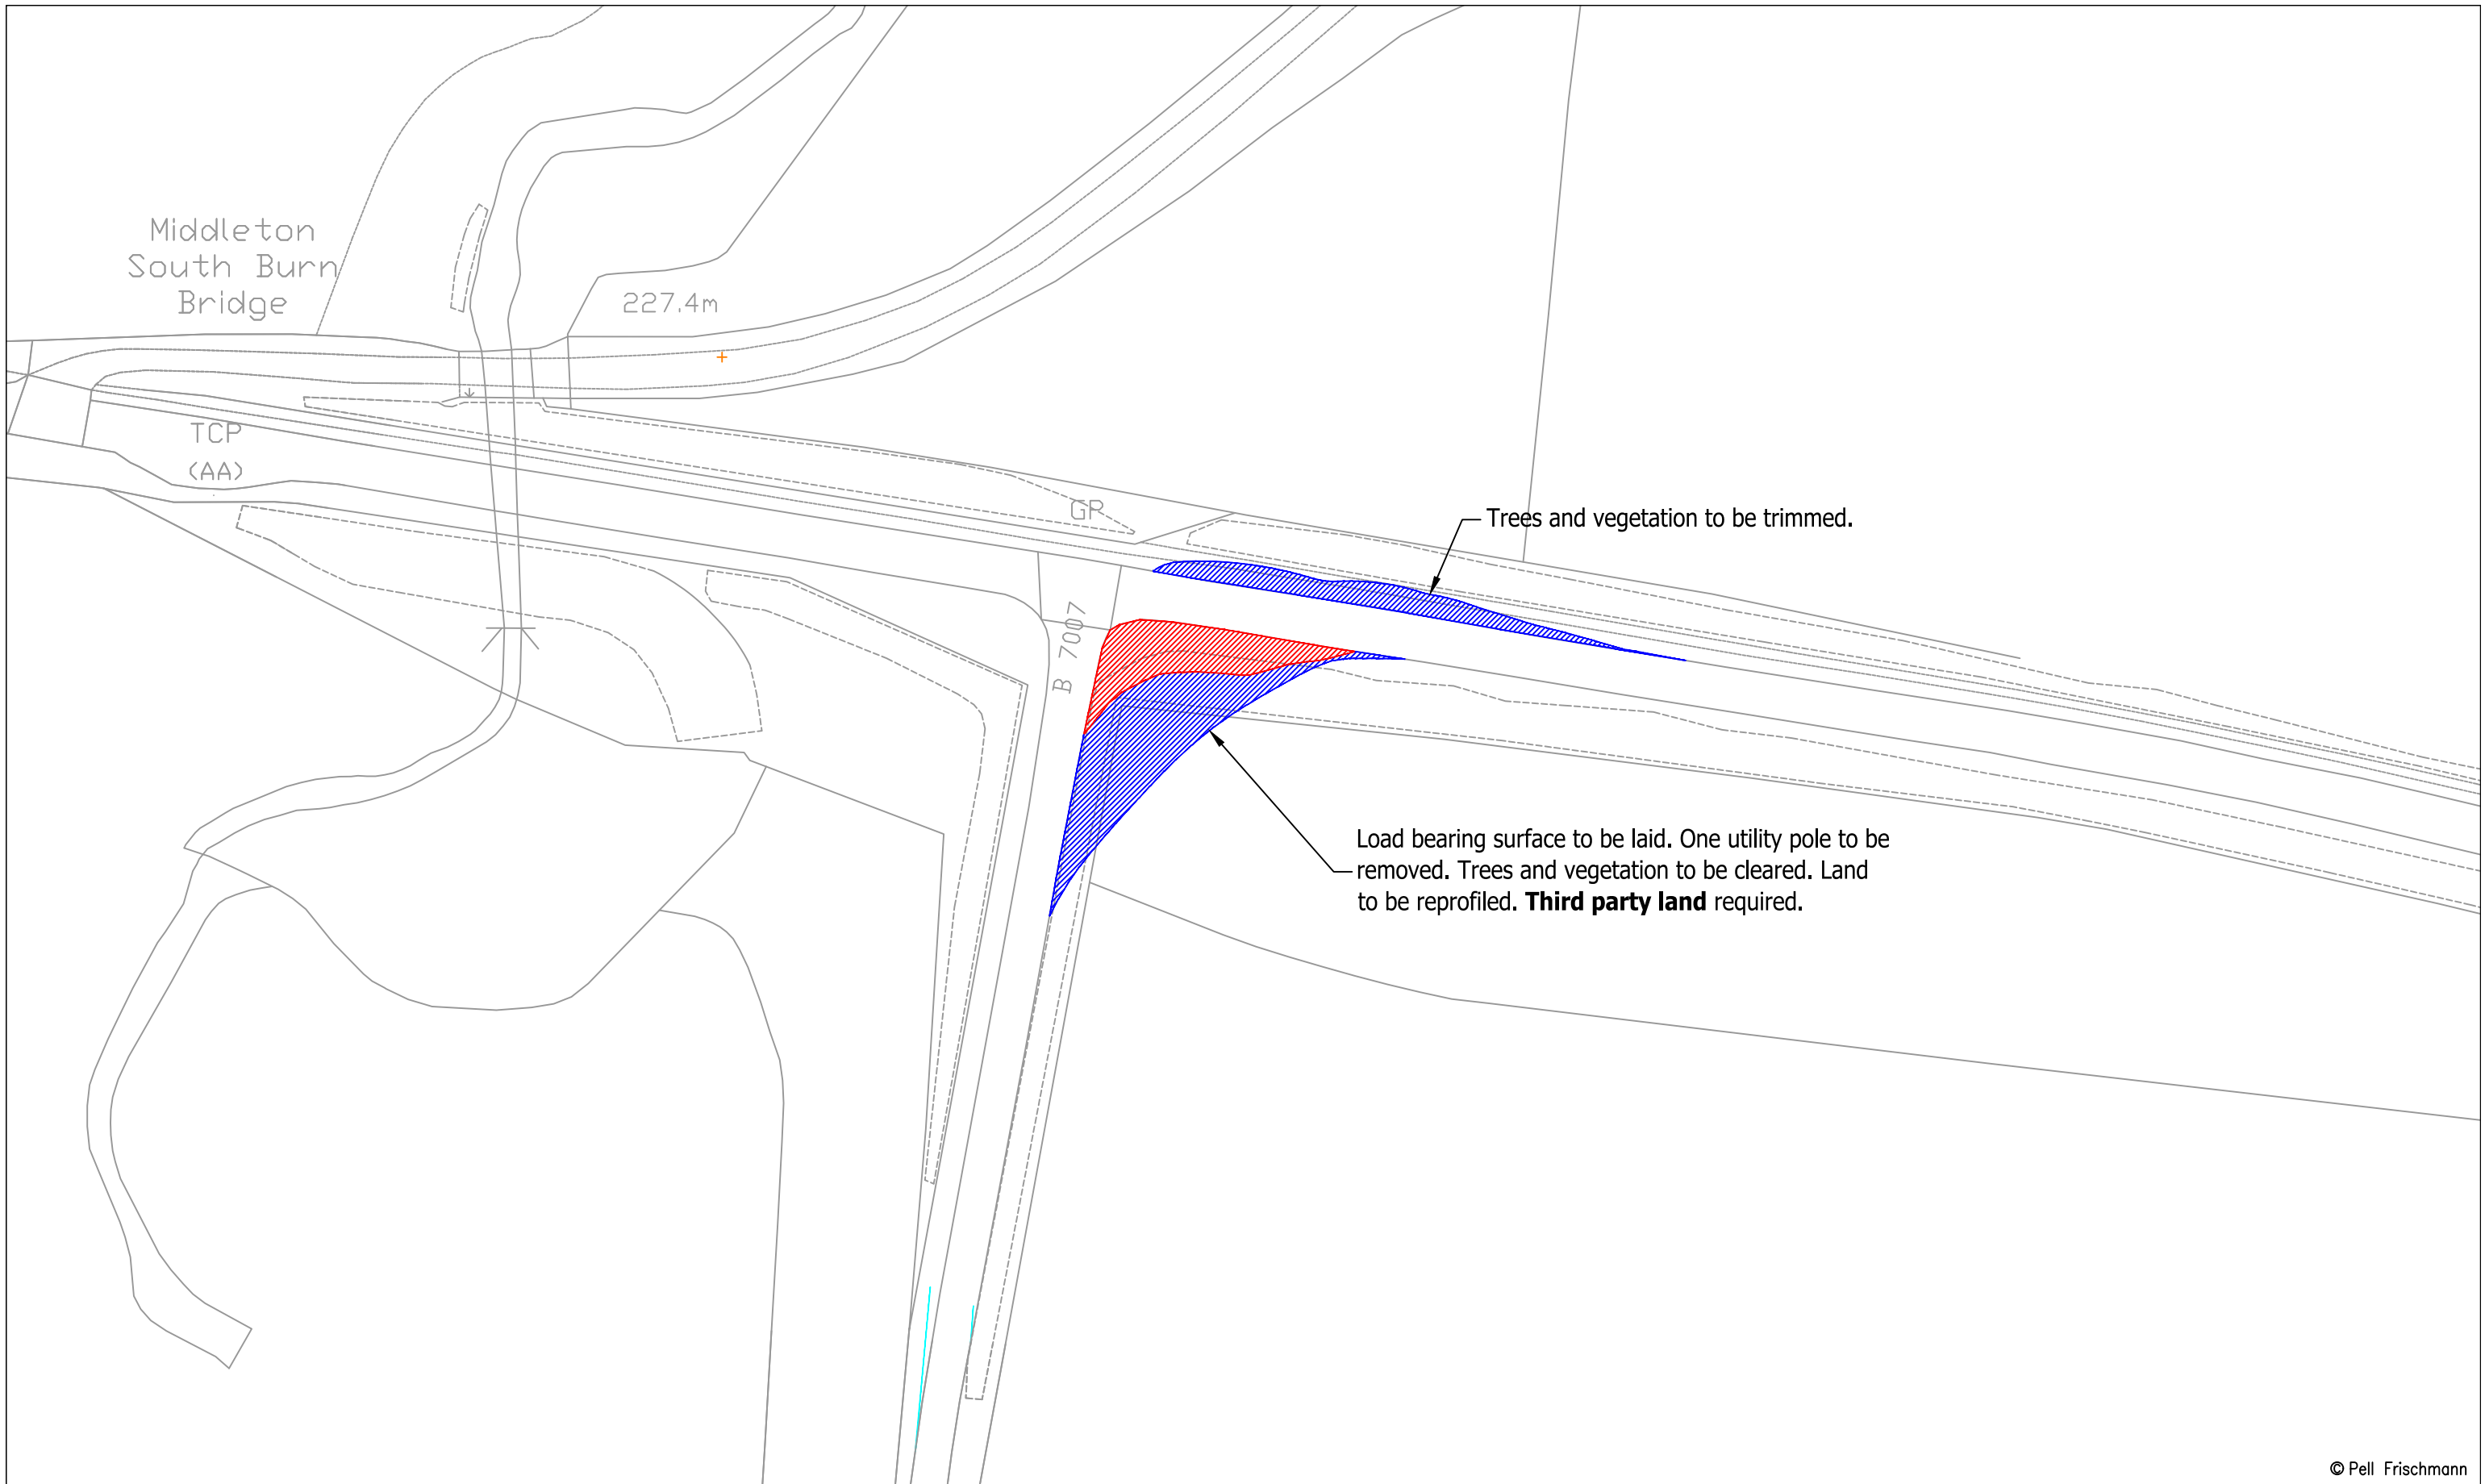 Middleton
South Burn
Bridge
227.4m
TCP
(AA)
GP
Trees and vegetation to be trimmed.
B 7007
Load bearing surface to be laid. One utility pole to be
removed. Trees and vegetation to be cleared. Land
to be reprofiled. Third party land required.
© Pell Frischmann